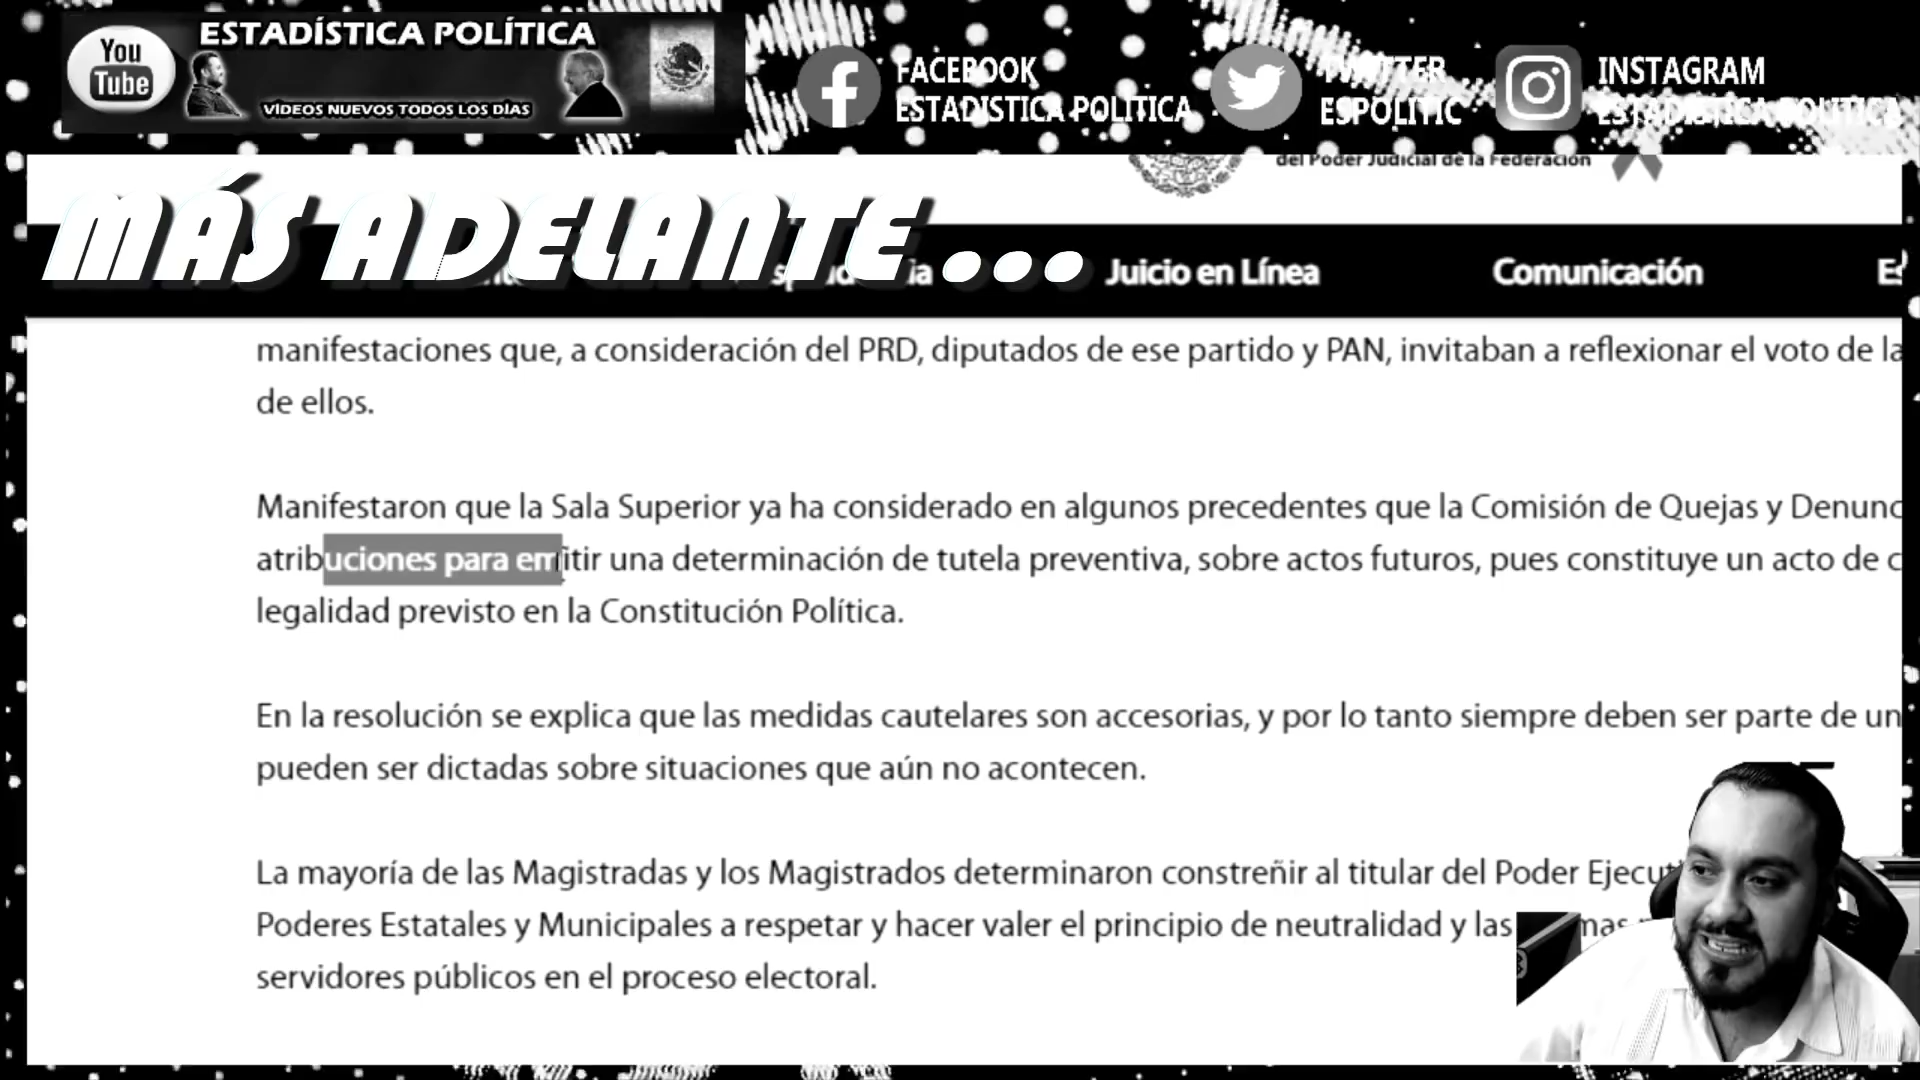 You
Tube
ESTADÍSTICA POLÍTICA
VÍDEOS NUEVOS TODOS LOS DÍAS
FACEBOOK
ESTADISTICA POLITICA
TWITTER
ESPOLITIC
INSTAGRAM
ESTADISTICA POLITICA
del Poder Judicial de la Federación
MÁS ADELANTE ...
Juicio en Línea
Comunicación
manifestaciones que, a consideración del PRD, diputados de ese partido y PAN, invitaban a reflexionar el voto de la
de ellos.
Manifestaron que la Sala Superior ya ha considerado en algunos precedentes que la Comisión de Quejas y Denunc
atribuciones para emitir una determinación de tutela preventiva, sobre actos futuros, pues constituye un acto de c
legalidad previsto en la Constitución Política.
En la resolución se explica que las medidas cautelares son accesorias, y por lo tanto siempre deben ser parte de un
pueden ser dictadas sobre situaciones que aún no acontecen.
La mayoría de las Magistradas y los Magistrados determinaron constreñir al titular del Poder Ejecut
Poderes Estatales y Municipales a respetar y hacer valer el principio de neutralidad y las
servidores públicos en el proceso electoral.